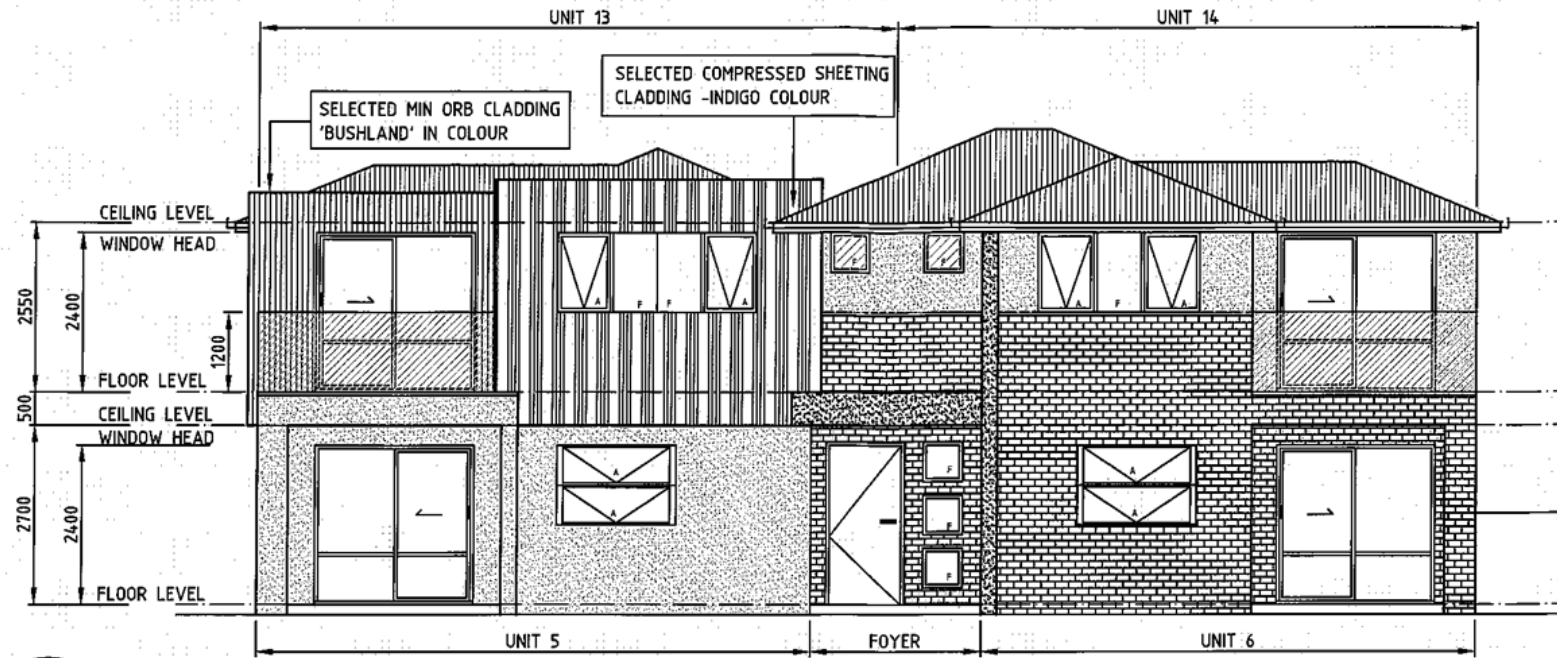 UNIT 13
UNIT 14
SELECTED COMPRESSED SHEETING
CLADDING -INDIGO COLOUR
SELECTED MIN ORB CLADDING
'BUSHLAND' IN COLOUR
CEILING LEVEL
WINDOW HEAD
F
F
A
F
F
A
A
F
A
2550
2400
1200
FLOOR LEVEL
500
CEILING LEVEL
WINDOW HEAD
A
A
F
F
F
A
A
2700
2400
FLOOR LEVEL
UNIT 5
FOYER
UNIT 6